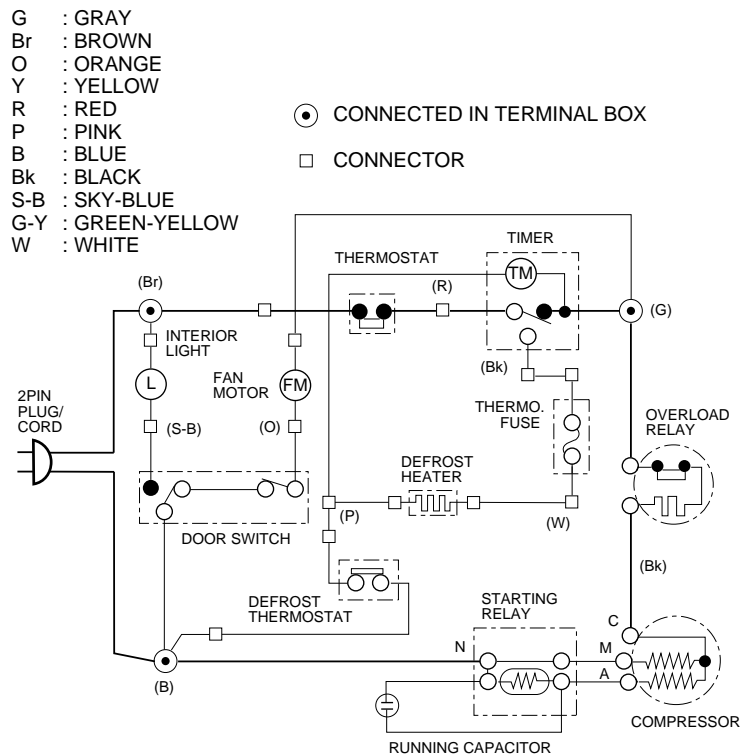 G : GRAY
Br : BROWN
O : ORANGE
Y : YELLOW
R : RED
P : PINK
B : BLUE
Bk : BLACK
S-B : SKY-BLUE
G-Y : GREEN-YELLOW
W : WHITE
CONNECTED IN TERMINAL BOX
CONNECTOR
TIMER
THERMOSTAT
TM
(Br)
(R)
(G)
INTERIOR
LIGHT
L
FAN
MOTOR
FM
(Bk)
2PIN
PLUG/
CORD
(S-B)
(O)
THERMO.
FUSE
OVERLOAD
RELAY
DEFROST
HEATER
(P)
(W)
DOOR SWITCH
(Bk)
DEFROST
THERMOSTAT
STARTING
RELAY
C
N
M
A
(B)
COMPRESSOR
RUNNING CAPACITOR